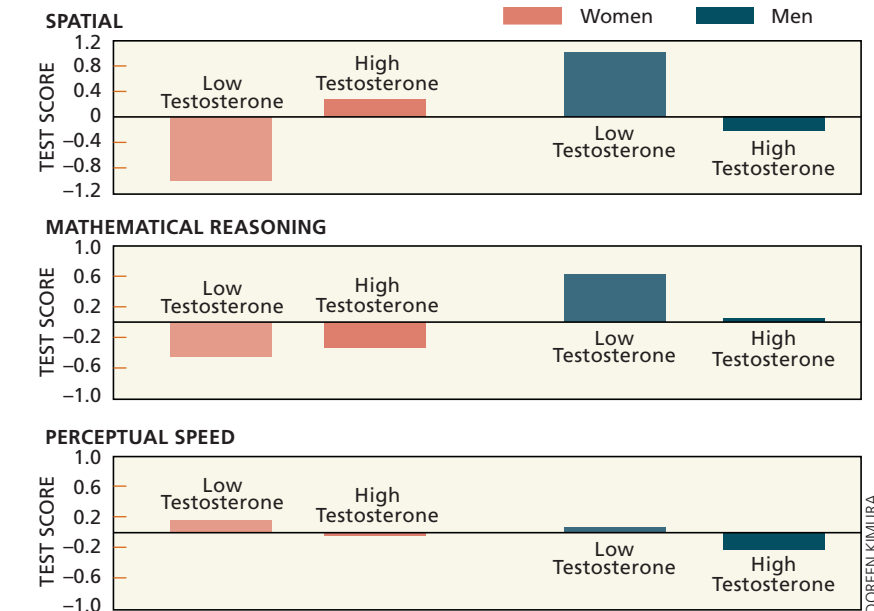 SPATIAL
Women
Men
1.2
0.8
0.4
0
–0.4
–0.8
–1.2
TEST SCORE
Low
Testosterone
High
Testosterone
Low
Testosterone
High
Testosterone
MATHEMATICAL REASONING
1.0
0.6
0.2
–0.2
–0.6
–1.0
TEST SCORE
Low
Testosterone
High
Testosterone
Low
Testosterone
High
Testosterone
PERCEPTUAL SPEED
1.0
0.6
0.2
–0.2
–0.6
–1.0
TEST SCORE
Low
Testosterone
High
Testosterone
Low
Testosterone
High
Testosterone
DOREEN KIMURA